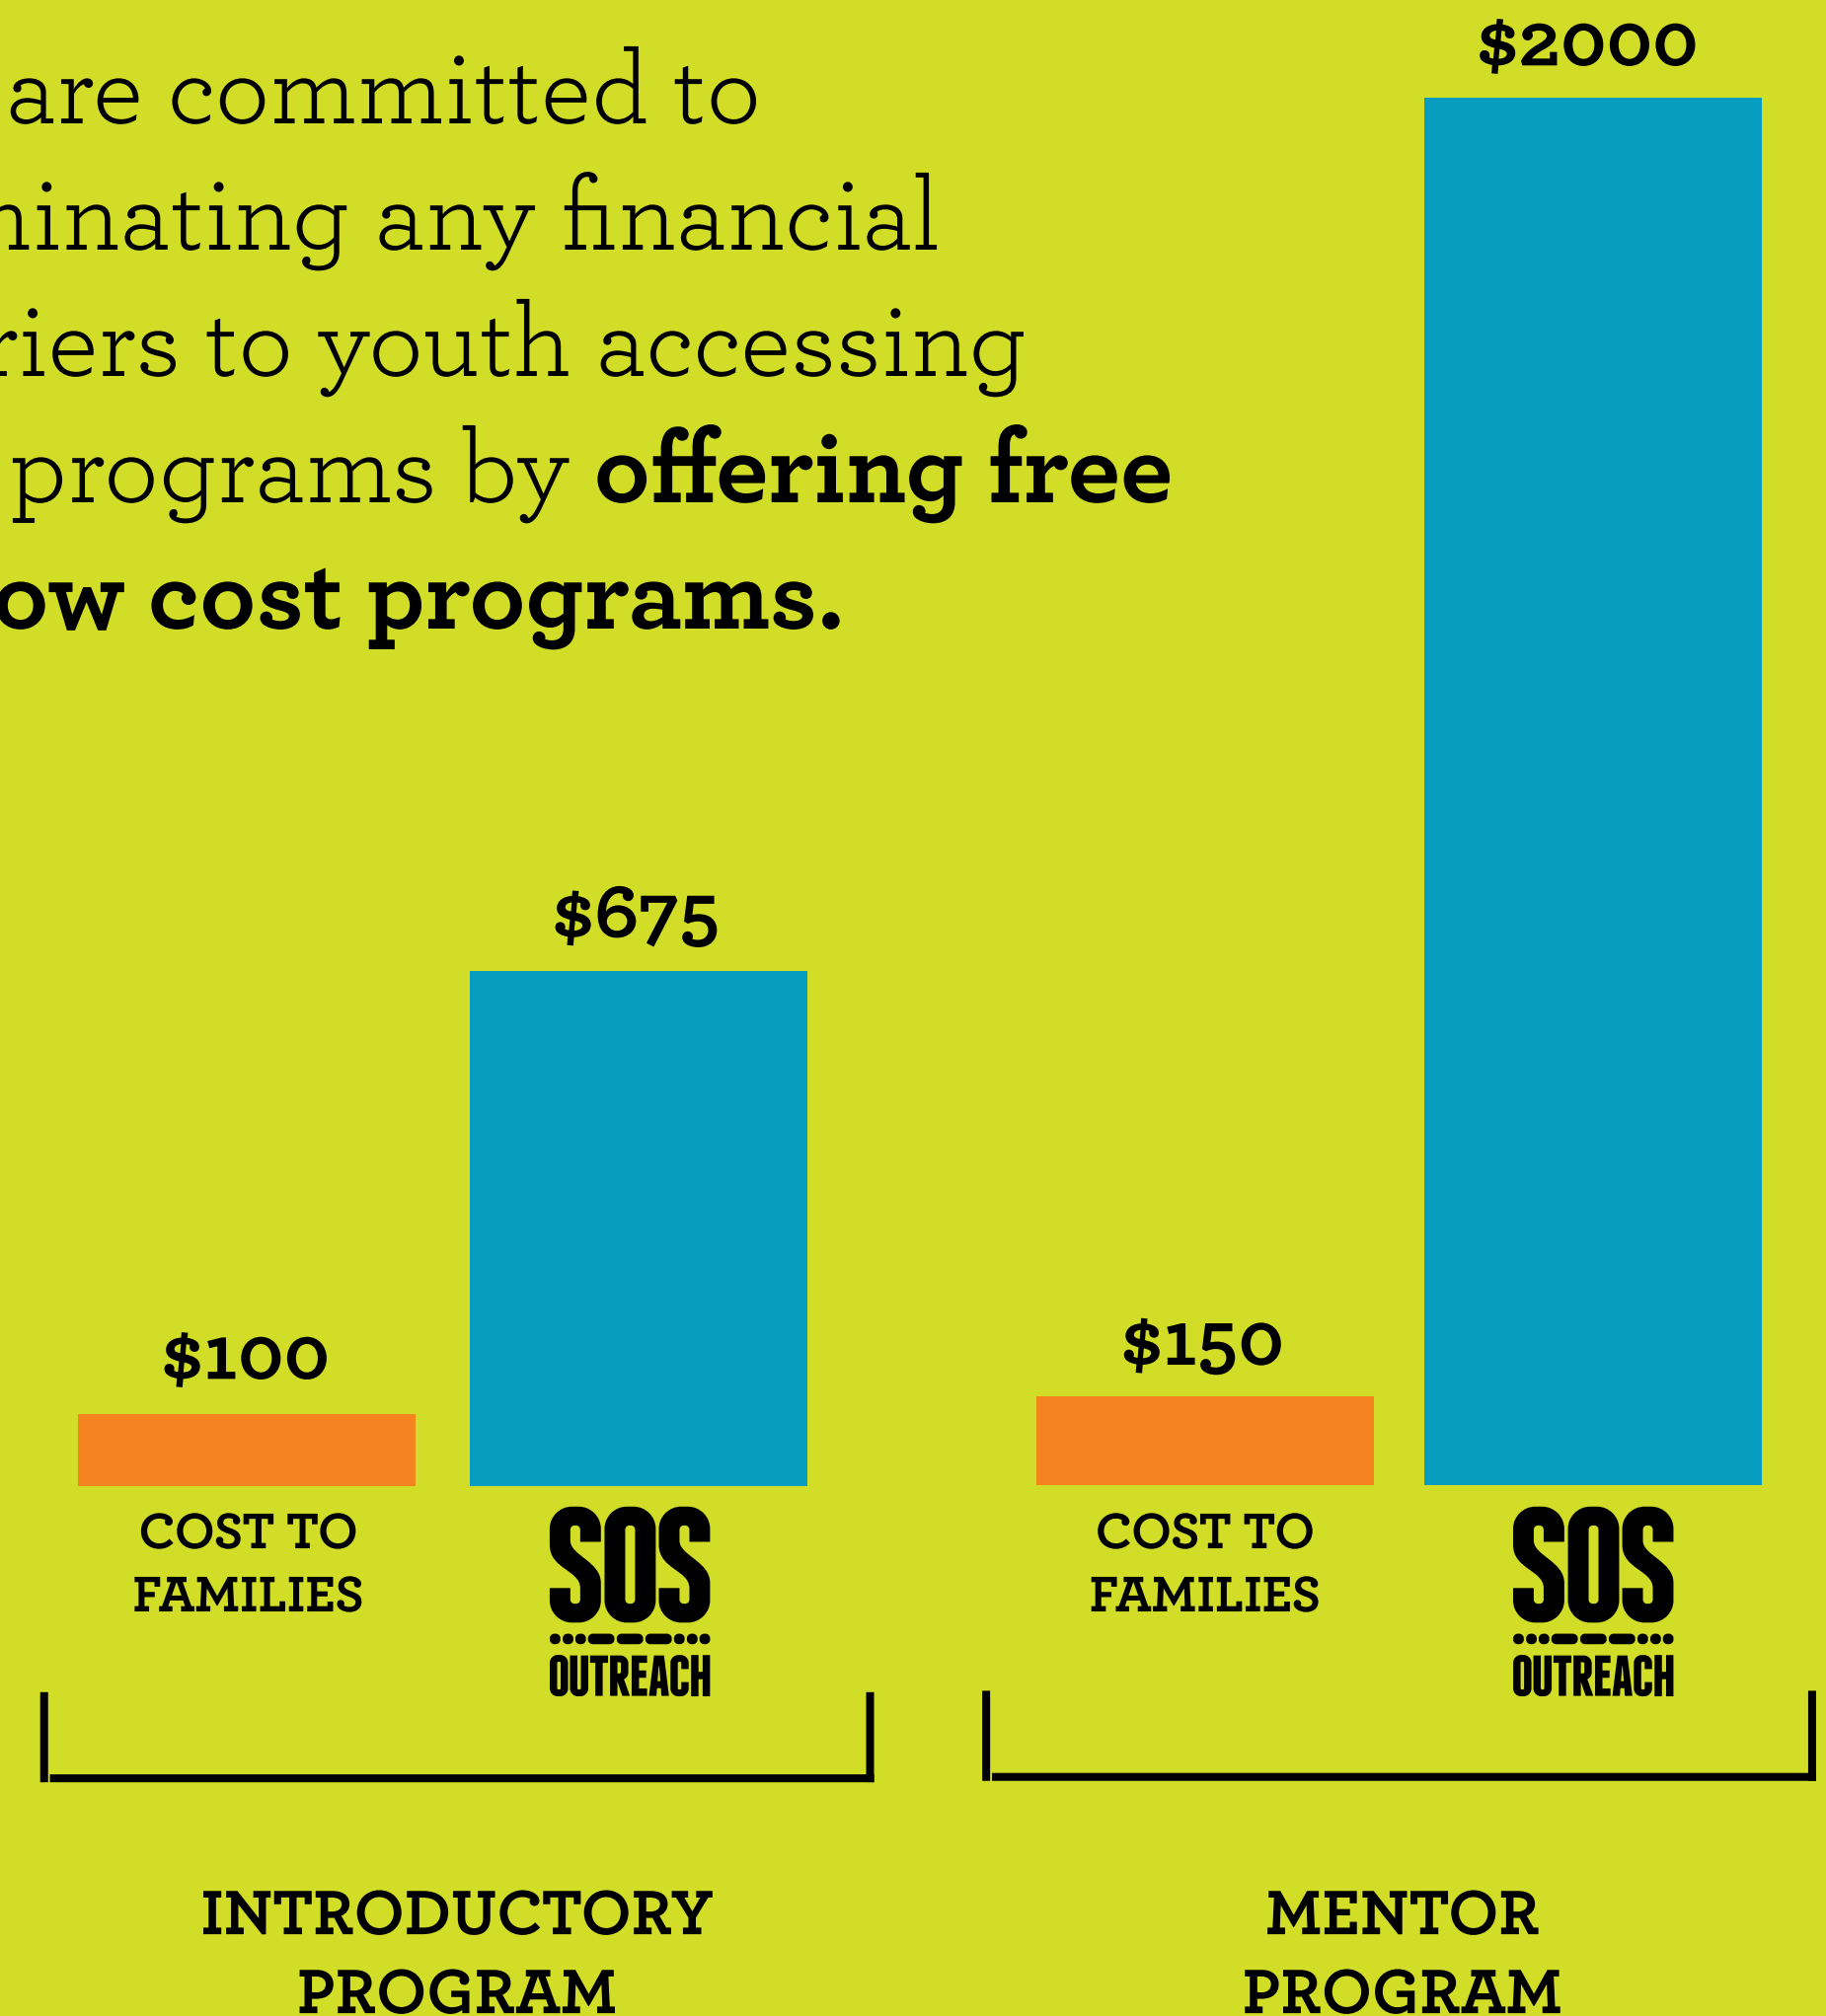 are committed to
minating any financial
riers to youth accessing
programs by offering free
ow cost programs.
$2000
$675
$100
$150
COST TO
FAMILIES
SOS
OUTREACH
COST TO
FAMILIES
SOS
OUTREACH
INTRODUCTORY
PROGRAM
MENTOR
PROGRAM